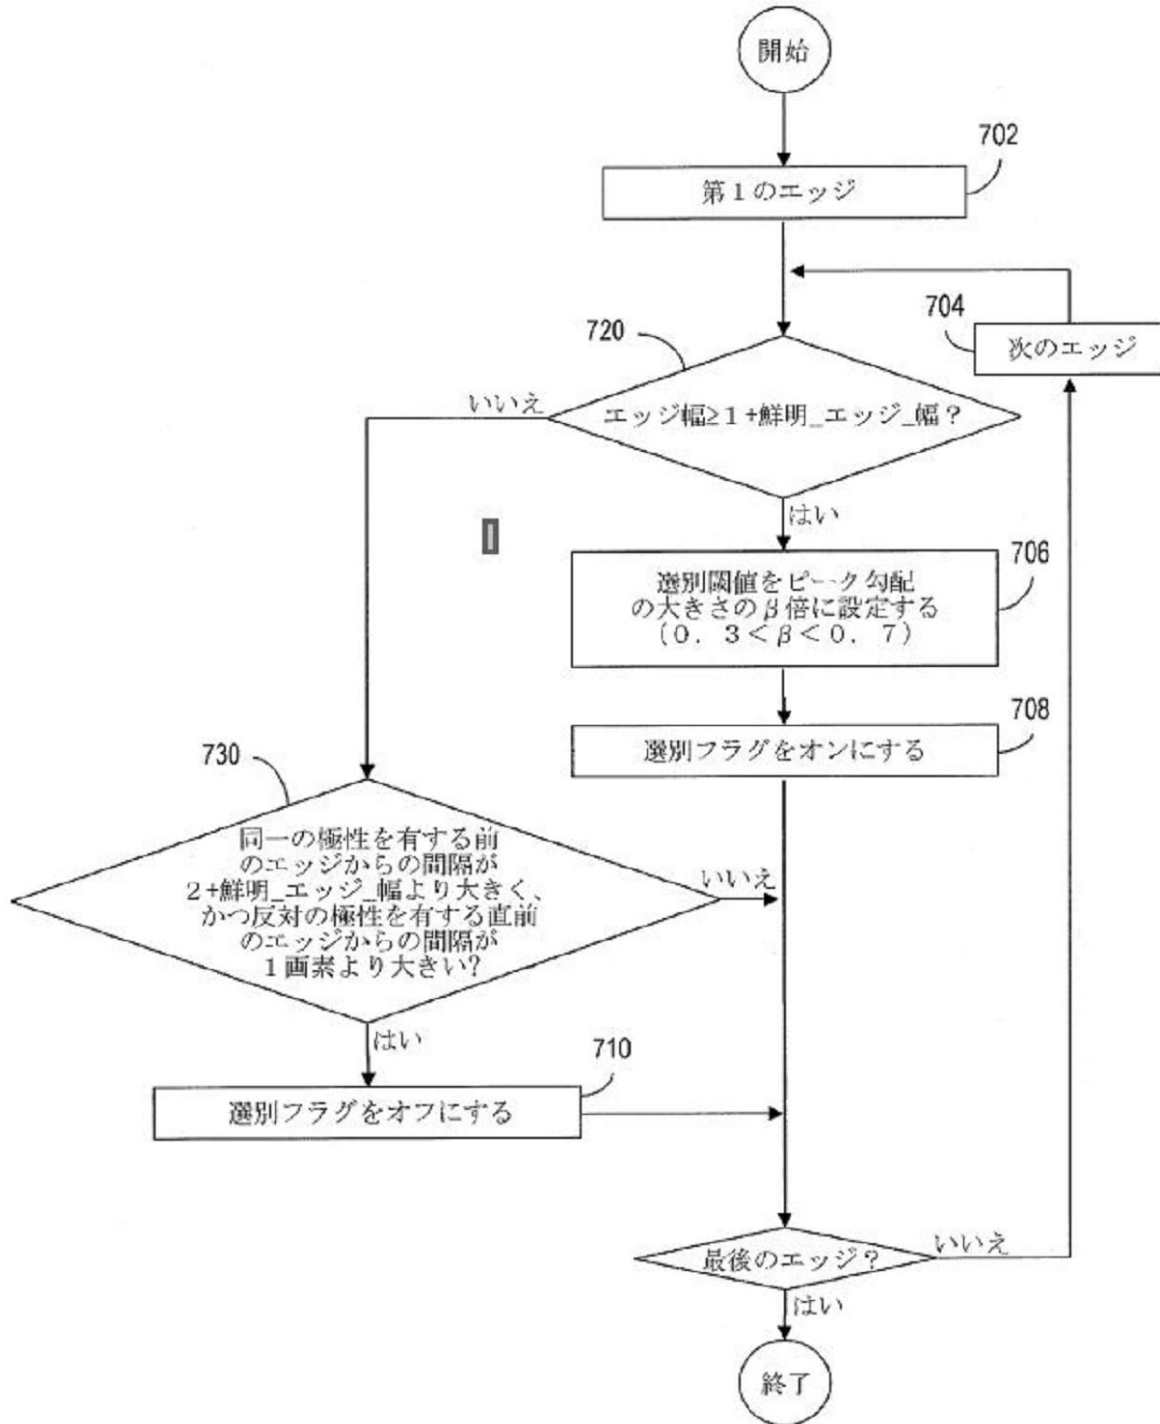 開始
702
第１のエッジ
704
次のエッジ
720
いいえ
エッジ幅≥１+鮮明_エッジ_幅？
はい
706
選別閾値をピーク勾配
の大きさのβ倍に設定する
（０．３＜β＜０．７）
708
選別フラグをオンにする
730
同一の極性を有する前
のエッジからの間隔が
２+鮮明_エッジ_幅より大きく、
かつ反対の極性を有する直前
のエッジからの間隔が
１画素より大きい?
いいえ
はい
710
選別フラグをオフにする
最後のエッジ？
いいえ
はい
終了